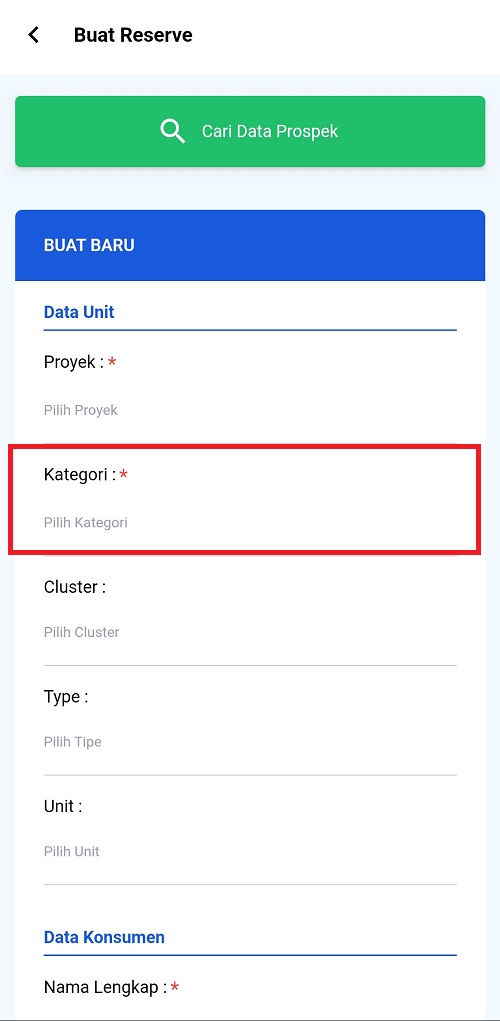 Buat Reserve
Cari Data Prospek
BUAT BARU
Data Unit
Proyek : *
Pilih Proyek
Kategori : *
Pilih Kategori
Cluster :
Pilih Cluster
Type :
Pilih Tipe
Unit :
Pilih Unit
Data Konsumen
Nama Lengkap : *